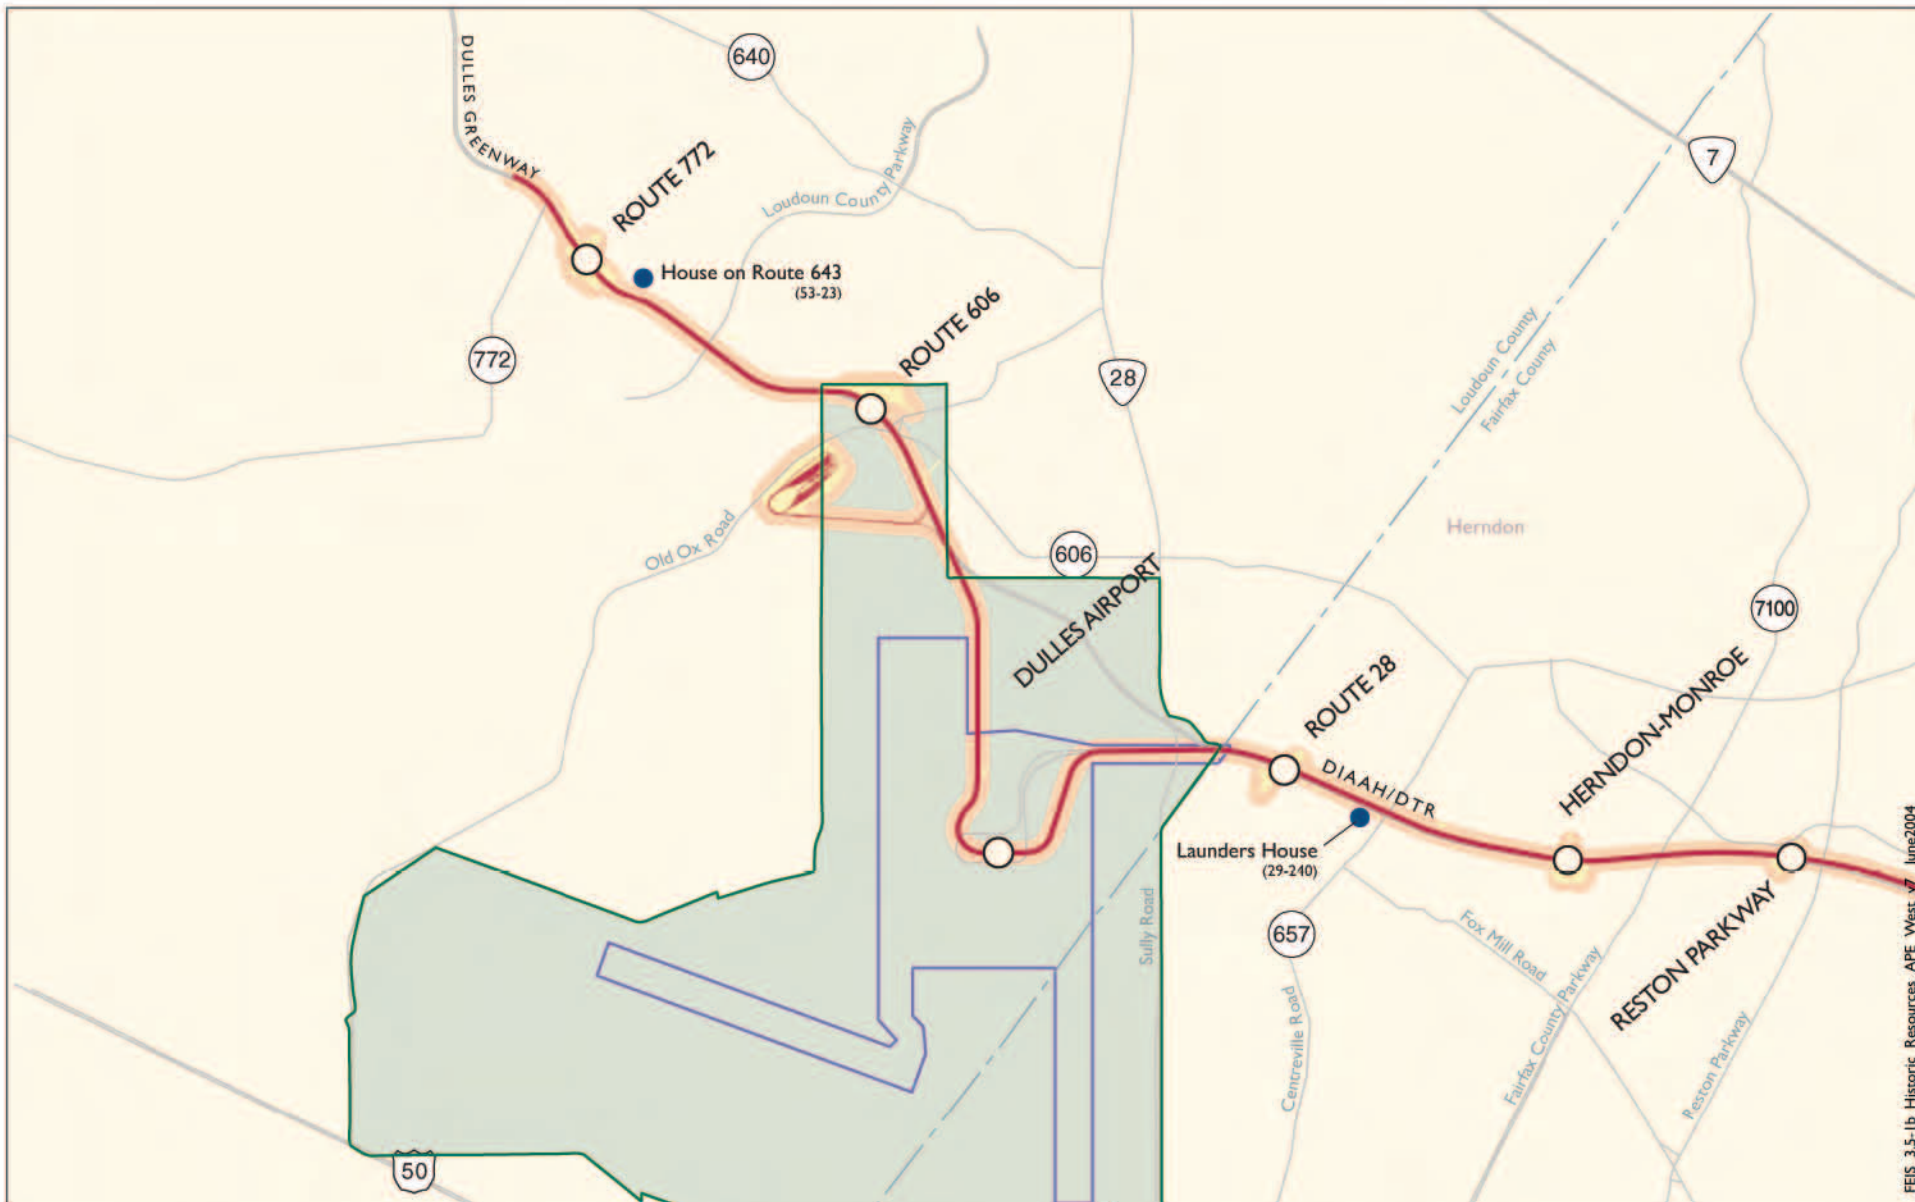 DULLES GREENWAY
640
ROUTE 772
Loudoun County Parkway
7
House on Route 643
(53-23)
ROUTE 606
772
28
Loudoun County
Fairfax County
Old Ox Road
606
Herndon
DULLES AIRPORT
7100
ROUTE 28
HERNDON-MONROE
DIAAH/DTR
Launders House
(29-240)
Sully Road
657
Fox Mill Road
RESTON PARKWAY
Centreville Road
Fairfax County Parkway
Reston Parkway
50
FEIS 3.5-1b Historic Resources APE West v7 June2004